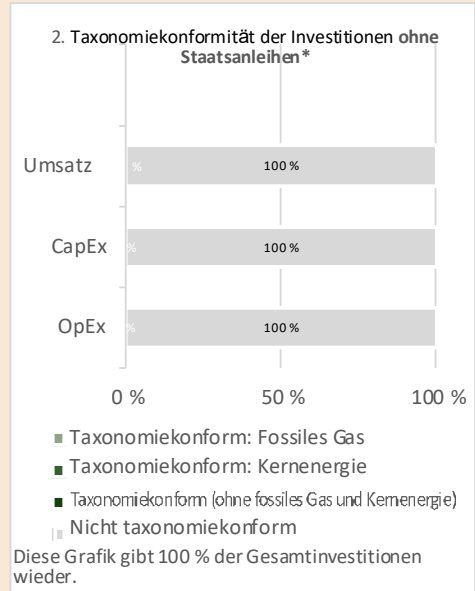 2. Taxonomiekonformität der Investitionen ohne
Staatsanleihen*
Umsatz
%
100 %
CapEx
%
100 %
OpEx
%
100 %
0 %
50 %
100 %
Taxonomiekonform: Fossiles Gas
Taxonomiekonform: Kernenergie
Taxonomiekonform (ohne fossiles Gas und Kernenergie)
Nicht taxonomiekonform
Diese Grafik gibt 100 % der Gesamtinvestitionen
wieder.